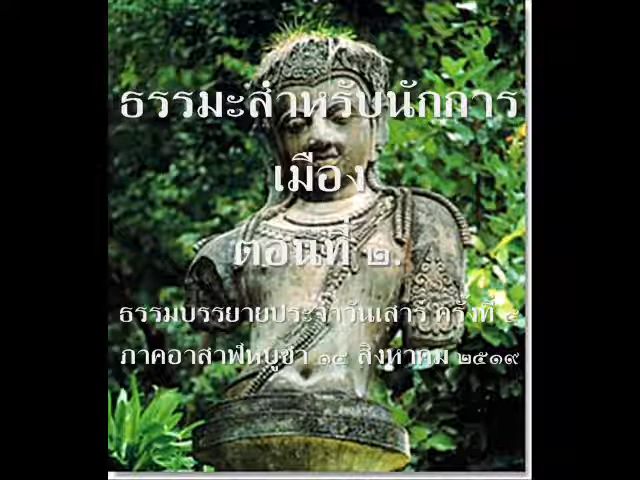 ธรรมะสำหรับนักการ
เมือง
ตอนที่ ๒.
ธรรมบรรยายประจำวันเสาร์ ครั้งที่ ๕
ภาคอาสาฬหบูชา ๑๔ สิงหาคม ๒๕๑๙